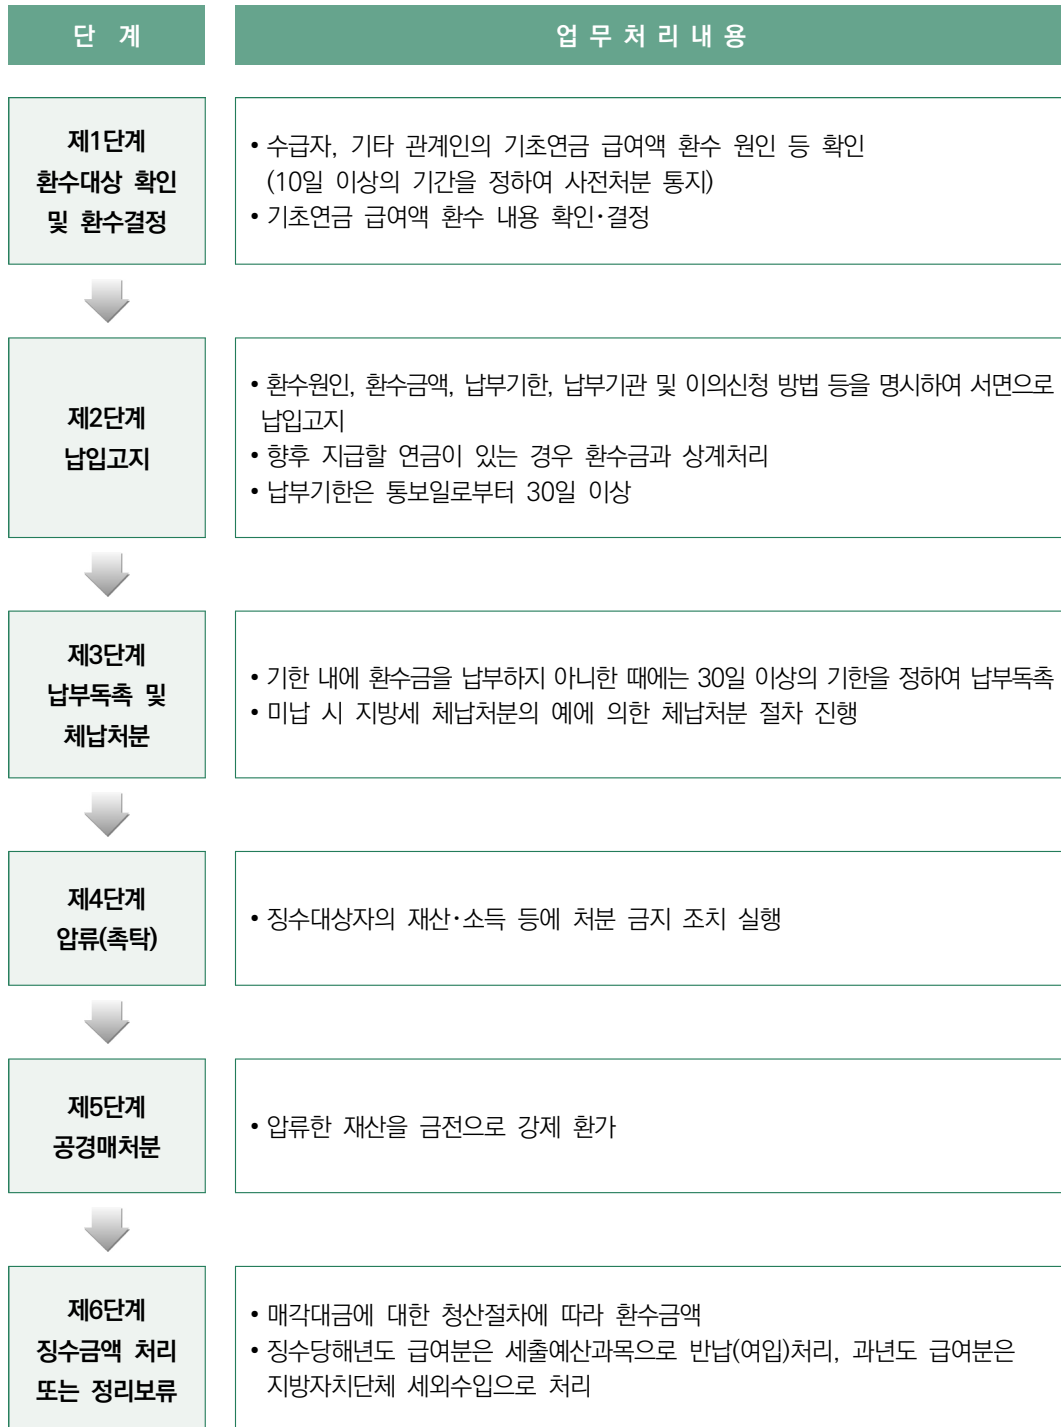 단 계
업 무 처 리 내 용
제1단계
환수대상 확인
및 환수결정
• 수급자, 기타 관계인의 기초연금 급여액 환수 원인 등 확인
(10일 이상의 기간을 정하여 사전처분 통지)
• 기초연금 급여액 환수 내용 확인·결정
제2단계
납입고지
• 환수원인, 환수금액, 납부기한, 납부기관 및 이의신청 방법 등을 명시하여 서면으로
납입고지
• 향후 지급할 연금이 있는 경우 환수금과 상계처리
• 납부기한은 통보일로부터 30일 이상
제3단계
납부독촉 및
체납처분
• 기한 내에 환수금을 납부하지 아니한 때에는 30일 이상의 기한을 정하여 납부독촉
• 미납 시 지방세 체납처분의 예에 의한 체납처분 절차 진행
제4단계
압류(촉탁)
• 징수대상자의 재산·소득 등에 처분 금지 조치 실행
제5단계
공경매처분
• 압류한 재산을 금전으로 강제 환가
제6단계
징수금액 처리
또는 정리보류
• 매각대금에 대한 청산절차에 따라 환수금액
• 징수당해년도 급여분은 세출예산과목으로 반납(여입)처리, 과년도 급여분은
지방자치단체 세외수입으로 처리